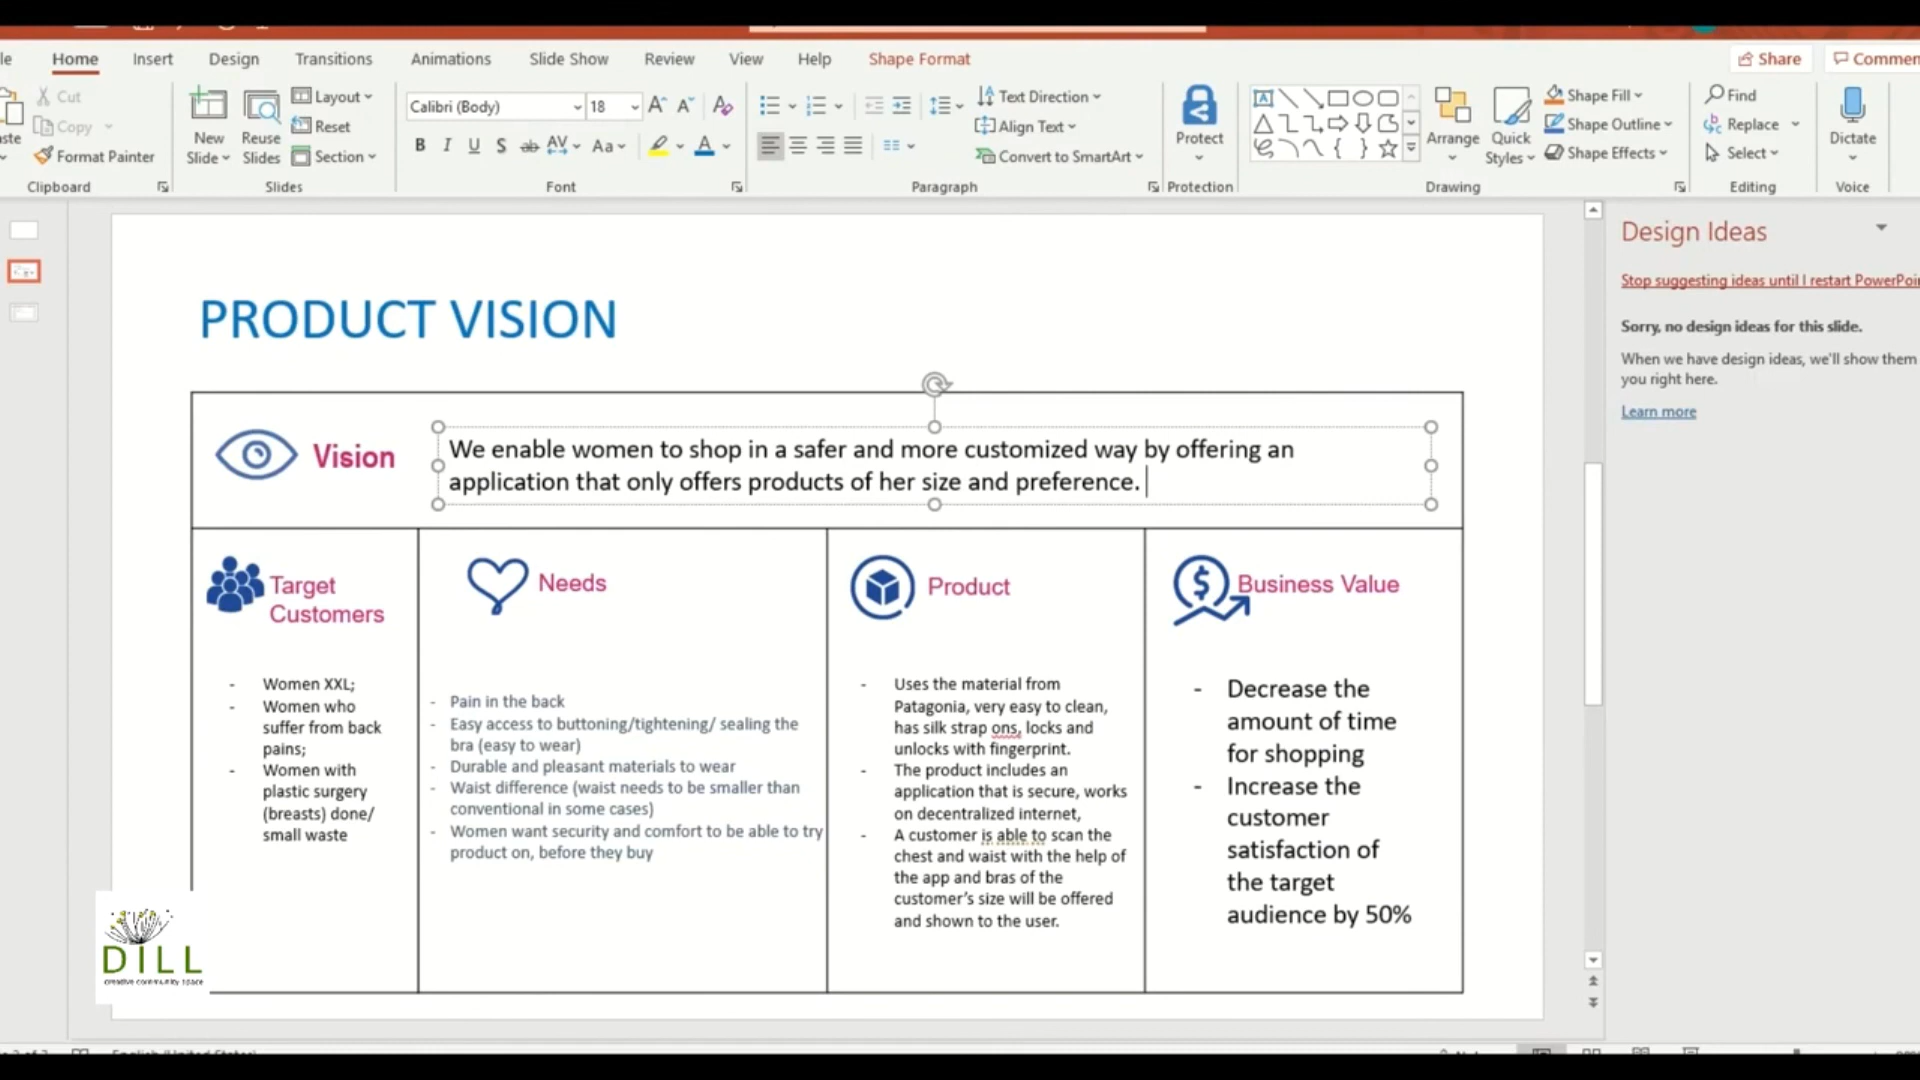 Home Insert Design Transitions Animations Slide Show Review View Help Shape Format Share
Cut
Copy
Format Painter
Clipboard
New Slide
Reuse Slides
Layout
Reset
Section
Slides
Calibri (Body) 18
B I U S ab AV Aa A
Font
Text Direction
Align Text
Convert to SmartArt
Paragraph
Protect
Protection
Arrange
Quick Styles
Shape Fill
Shape Outline
Shape Effects
Drawing
Find
Replace
Select
Editing
Dictate
Voice
PRODUCT VISION
Vision
We enable women to shop in a safer and more customized way by offering an
application that only offers products of her size and preference.
Target
Customers
- Women XXL;
- Women who
suffer from back
pains;
- Women with
plastic surgery
(breasts) done/
small waste
Needs
- Pain in the back
- Easy access to buttoning/tightening/ sealing the
bra (easy to wear)
- Durable and pleasant materials to wear
- Waist difference (waist needs to be smaller than
conventional in some cases)
- Women want security and comfort to be able to try
product on, before they buy
Product
- Uses the material from
Patagonia, very easy to clean,
has silk strap ons, locks and
unlocks with fingerprint.
- The product includes an
application that is secure, works
on decentralized internet,
- A customer is able to scan the
chest and waist with the help of
the app and bras of the
customer's size will be offered
and shown to the user.
Business Value
- Decrease the
amount of time
for shopping
- Increase the
customer
satisfaction of
the target
audience by 50%
DILL
creative community space
Design Ideas
Stop suggesting ideas until I restart
Sorry, no design ideas for this slide.
When we have design ideas, we'll show them
you right here.
Learn more